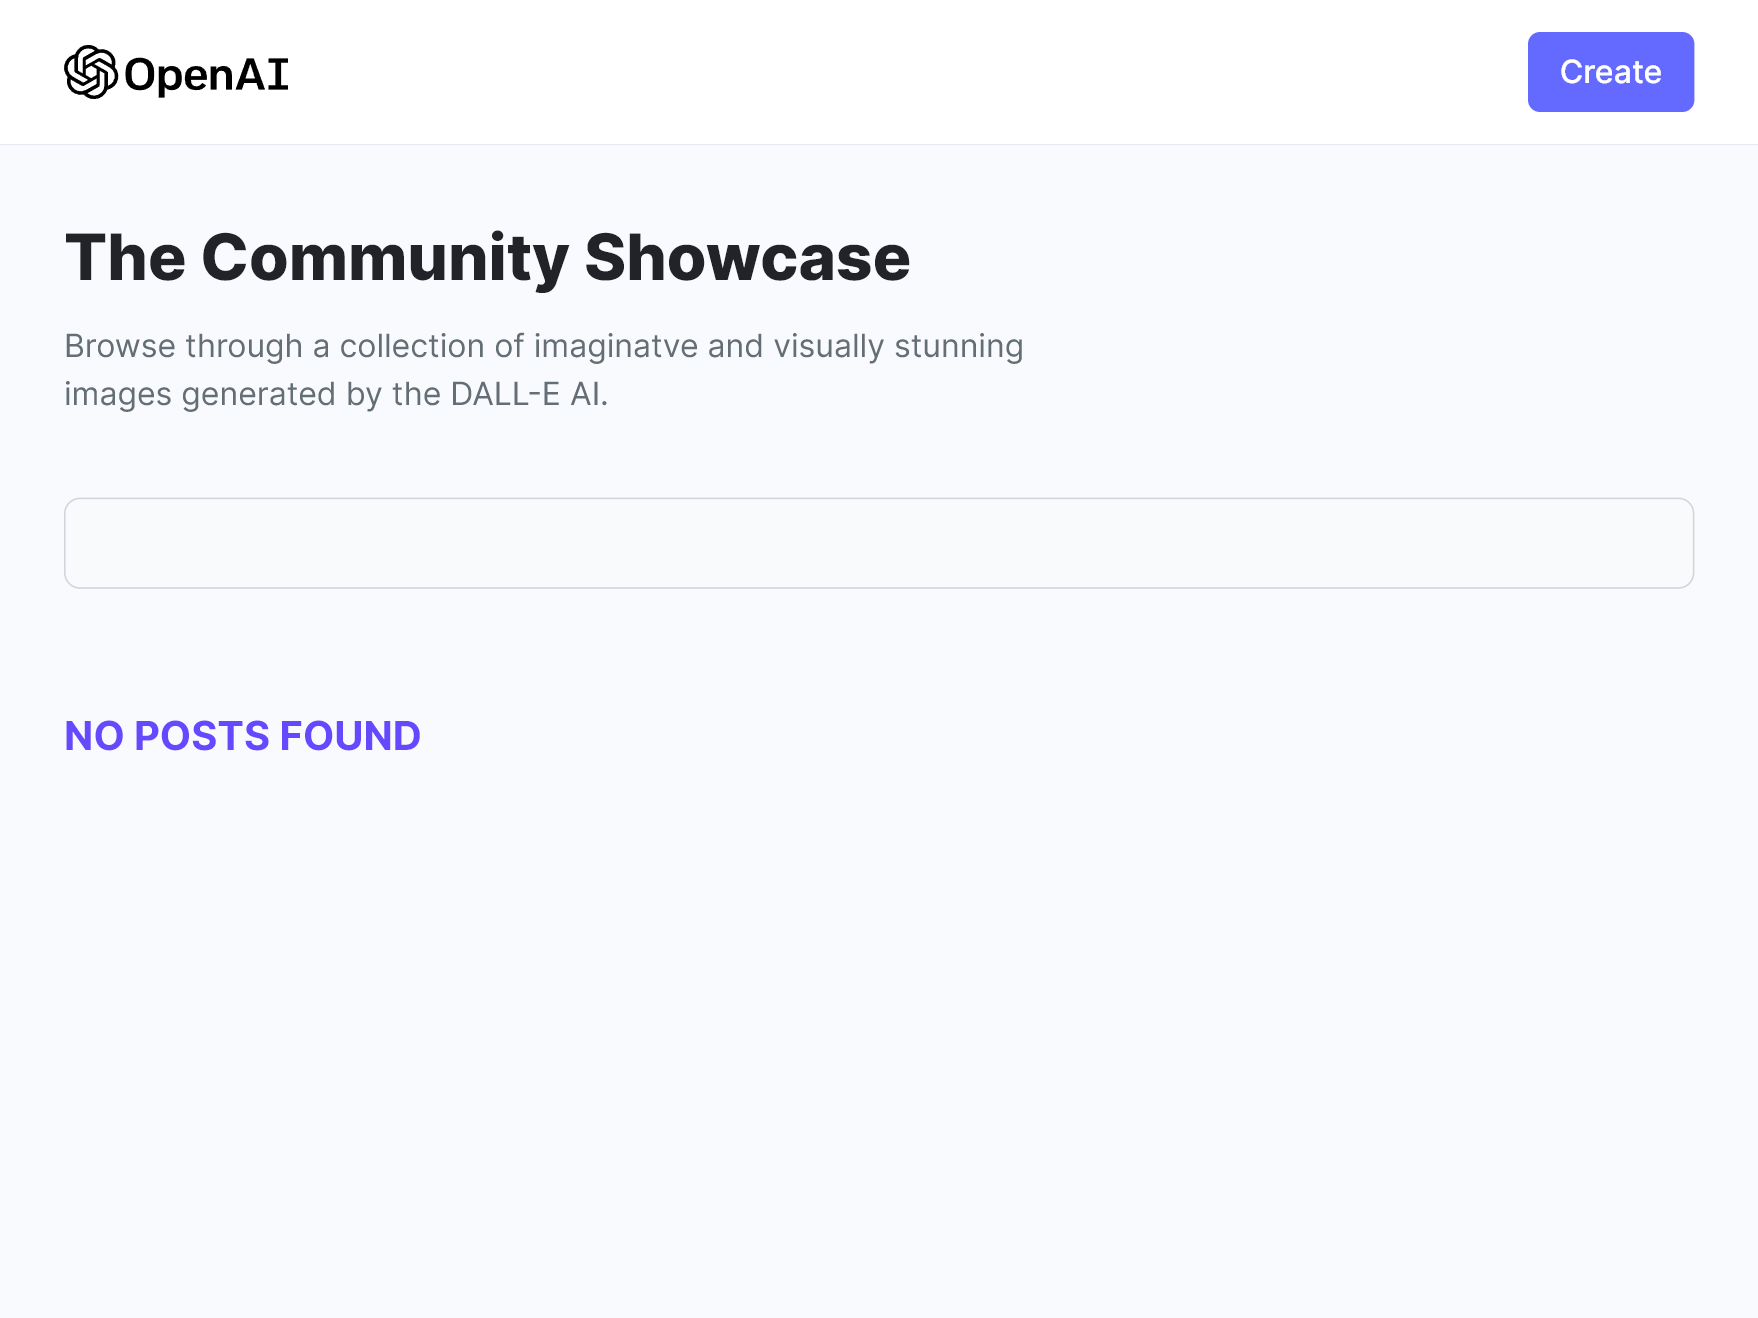 OpenAI
Create
The Community Showcase
Browse through a collection of imaginatve and visually stunning
images generated by the DALL-E AI.
NO POSTS FOUND